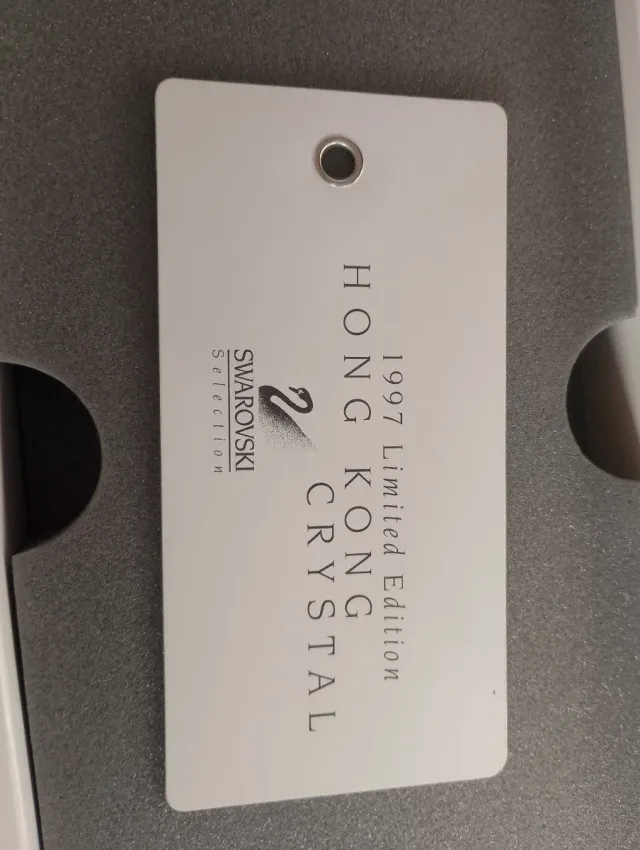 1997 Limited Edition
HONG KONG
CRYSTAL
SWAROVSKI
Selection